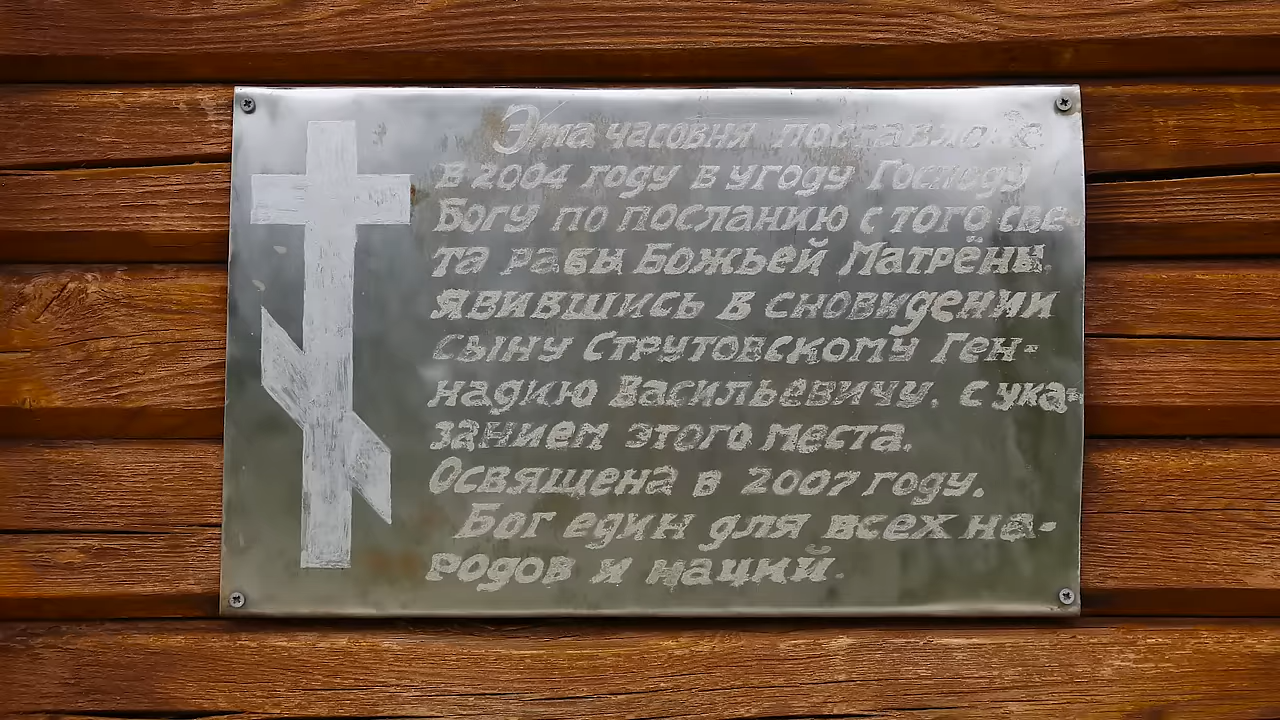 Эта часовня поставлена
в 2004 году в угоду Господу
Богу по посланию с того све-
та рабы Божьей Матрёны.
явившись в сновидении
сыну Струтовскому Ген-
надию Васильевичу. с ука-
занием этого места.
Освящена в 2007 году.
Бог един для всех на-
родов и наций.